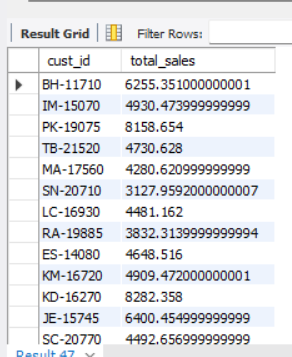 Result Grid Filter Rows:
cust_id total_sales
BH-11710 6255.351000000001
IM-15070 4930.473999999999
PK-19075 8158.654
TB-21520 4730.628
MA-17560 4280.620999999999
SN-20710 3127.9592000000007
LC-16930 4481.162
RA-19885 3832.3139999999994
ES-14080 4648.516
KM-16720 4909.472000000001
KD-16270 8282.358
JE-15745 6400.454999999999
SC-20770 4492.656999999999
Result 47